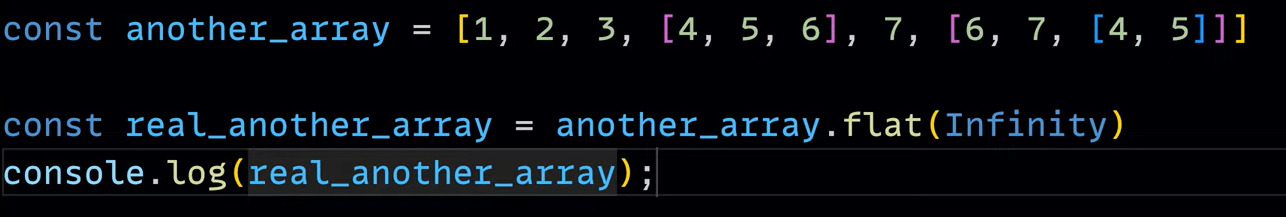 const another_array = [1, 2, 3, [4, 5, 6], 7, [6, 7, [4, 5]]]
const real_another_array = another_array.flat(Infinity)
console.log(real_another_array);